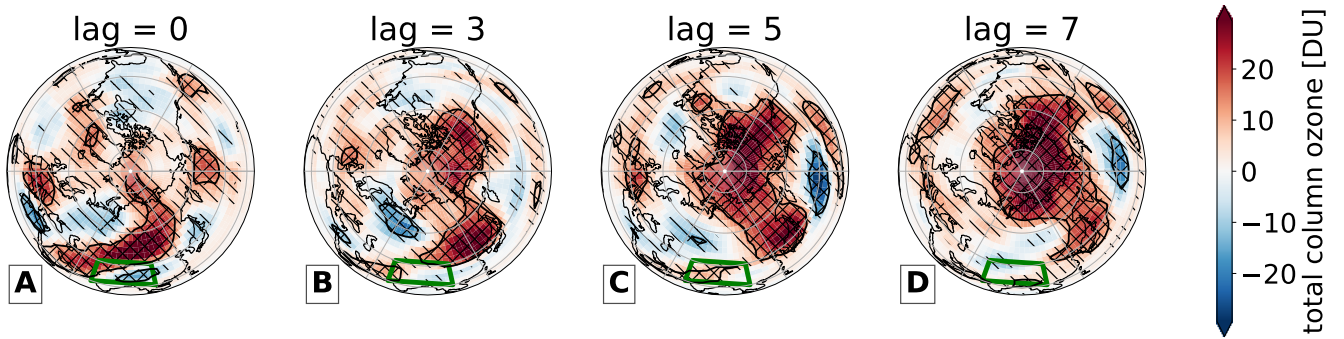 lag = 0
lag = 3
lag = 5
lag = 7
A
B
C
D
20
10
0
−10
−20
total column ozone [DU]